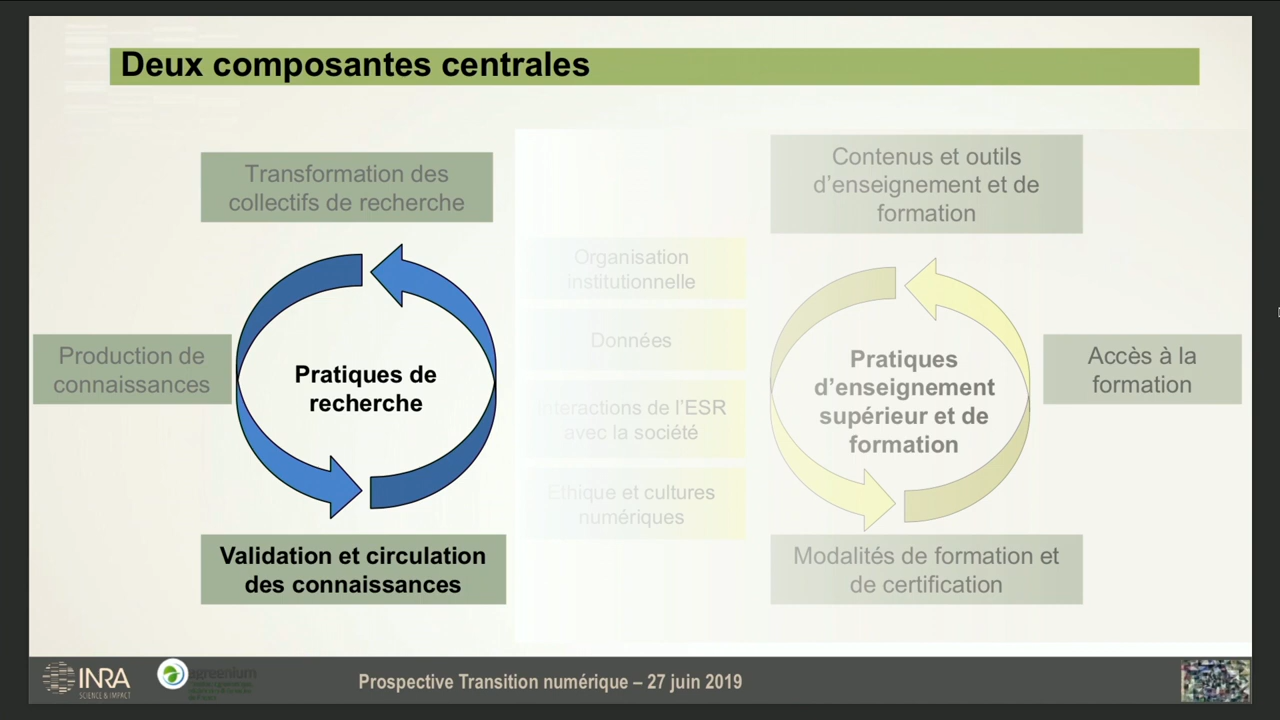 Deux composantes centrales
Transformation des
collectifs de recherche
Production de
connaissances
Pratiques de
recherche
Validation et circulation
des connaissances
Organisation
institutionnelle
Données
Interactions de l'ESR
avec la société
Ethique et cultures
numériques
Contenus et outils
d'enseignement et de
formation
Pratiques
d'enseignement
supérieur et de
formation
Accès à la
formation
Modalités de formation et
de certification
INRA
SCIENCE & IMPACT
agreenium
Prospective Transition numérique – 27 juin 2019